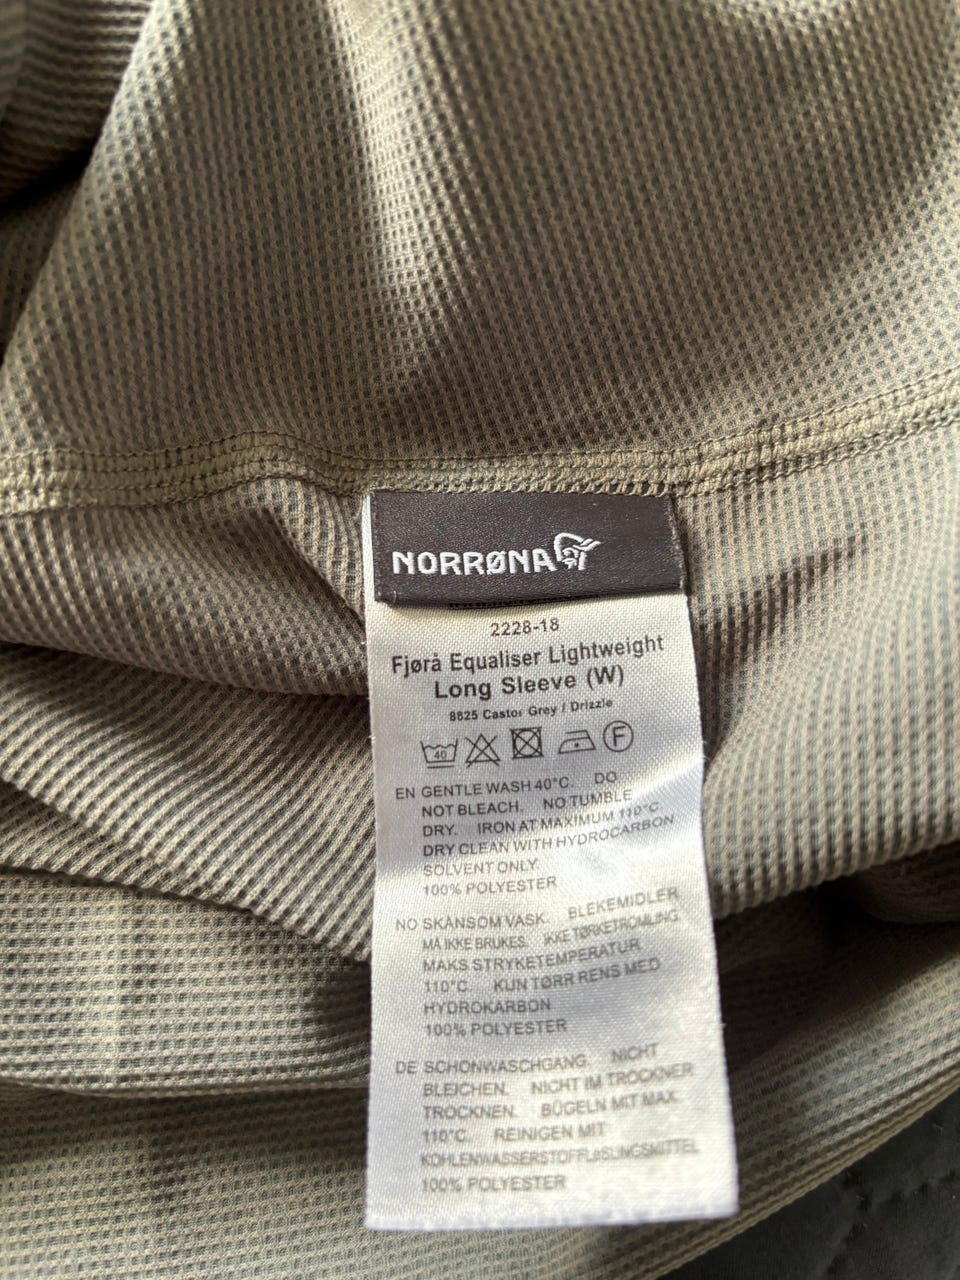 NORRØNA
2228-18
Fjørå Equaliser Lightweight
Long Sleeve (W)
8825 Castor Grey / Drizzle
40 F
EN GENTLE WASH 40°C. DO
NOT BLEACH. NO TUMBLE
DRY. IRON AT MAXIMUM 110°C.
DRY CLEAN WITH HYDROCARBON
SOLVENT ONLY.
100% POLYESTER
NO SKÅNSOM VASK. BLEKEMIDLER
MÅ IKKE BRUKES. IKKE TØRKETROMLING
MAKS STRYKETEMPERATUR
110°C. KUN TØRR RENS MED
HYDROKARBON
100% POLYESTER
DE SCHONWASCHGANG. NICHT
BLEICHEN. NICHT IM TROCKNER
TROCKNEN. BÜGELN MIT MAX.
110°C. REINIGEN MIT
KOHLENWASSERSTOFFLØSUNGSMITTEL
100% POLYESTER